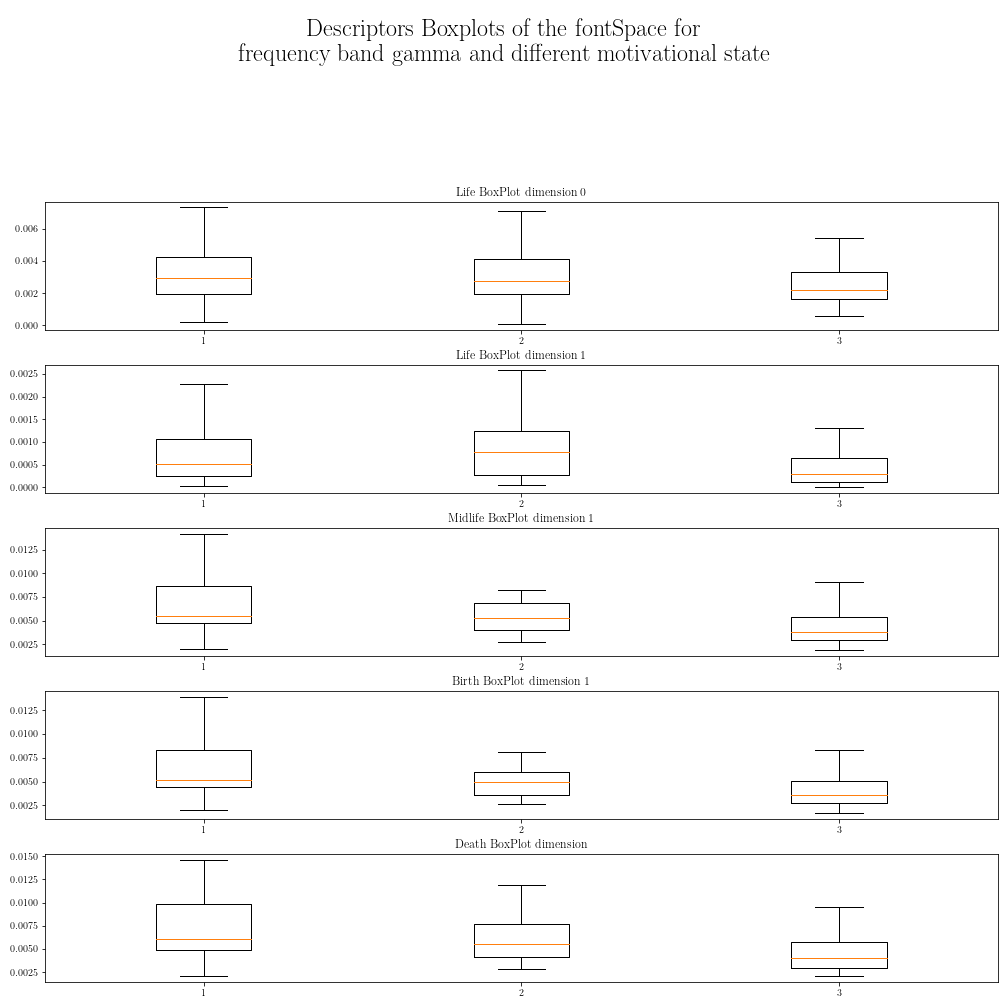 Descriptors Boxplots of the fontSpace for
frequency band gamma and different motivational state
Life BoxPlot dimension 0
0.006
0.004
0.002
0.000
1 2 3
Life BoxPlot dimension 1
0.0025
0.0020
0.0015
0.0010
0.0005
0.0000
1 2 3
Midlife BoxPlot dimension 1
0.0125
0.0100
0.0075
0.0050
0.0025
1 2 3
Birth BoxPlot dimension 1
0.0125
0.0100
0.0075
0.0050
0.0025
1 2 3
Death BoxPlot dimension
0.0150
0.0125
0.0100
0.0075
0.0050
0.0025
1 2 3